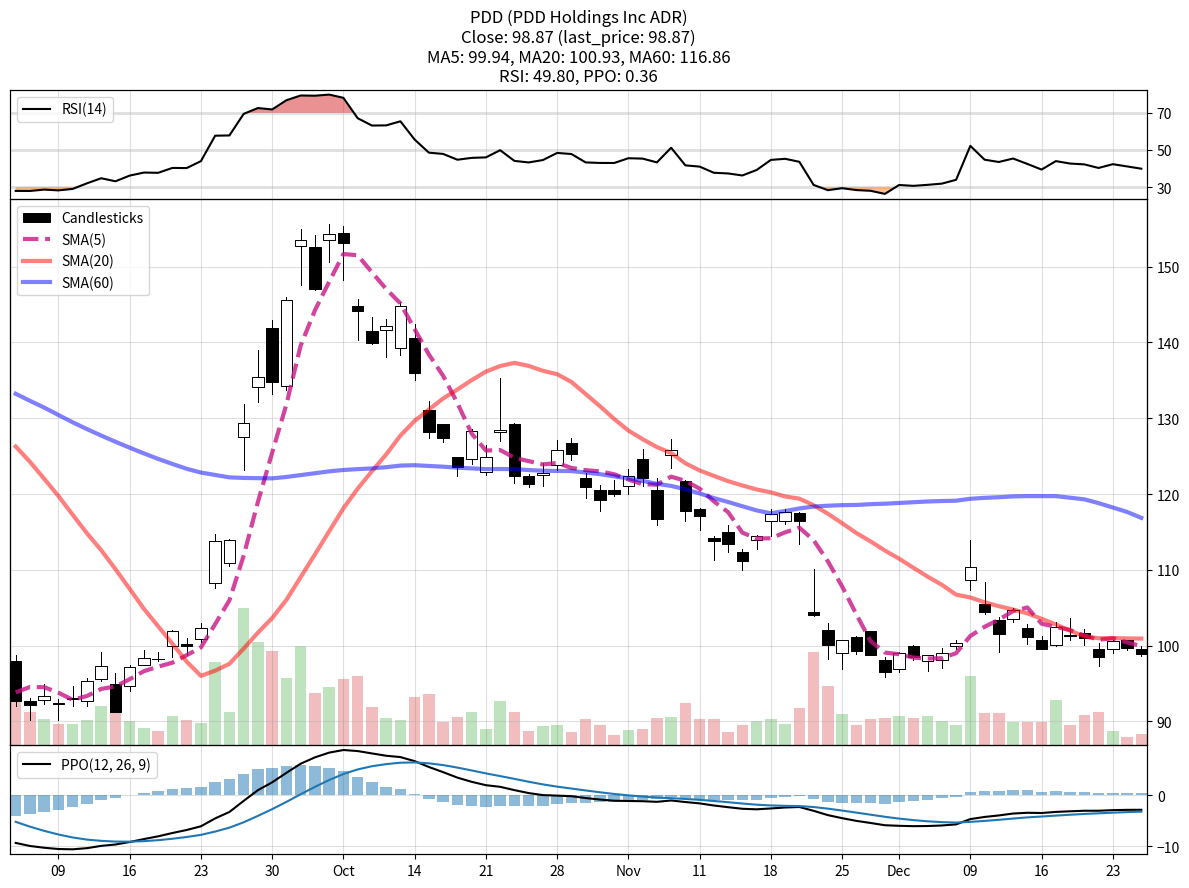 PDD (PDD Holdings Inc ADR)
Close: 98.87 (last_price: 98.87)
MA5: 99.94, MA20: 100.93, MA60: 116.86
RSI: 49.80, PPO: 0.36
RSI(14)
70
50
30
Candlesticks
SMA(5)
SMA(20)
SMA(60)
150
140
130
120
110
100
90
PPO(12, 26, 9)
0
−10
09 16 23 30 Oct 14 21 28 Nov 11 18 25 Dec 09 16 23